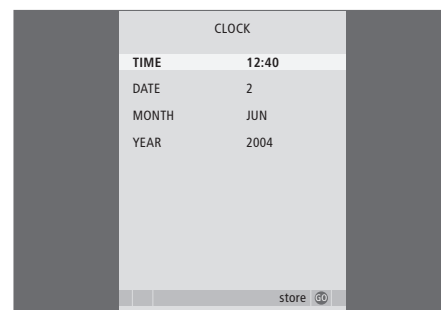 CLOCK
TIME 12:40
DATE 2
MONTH JUN
YEAR 2004
store GO